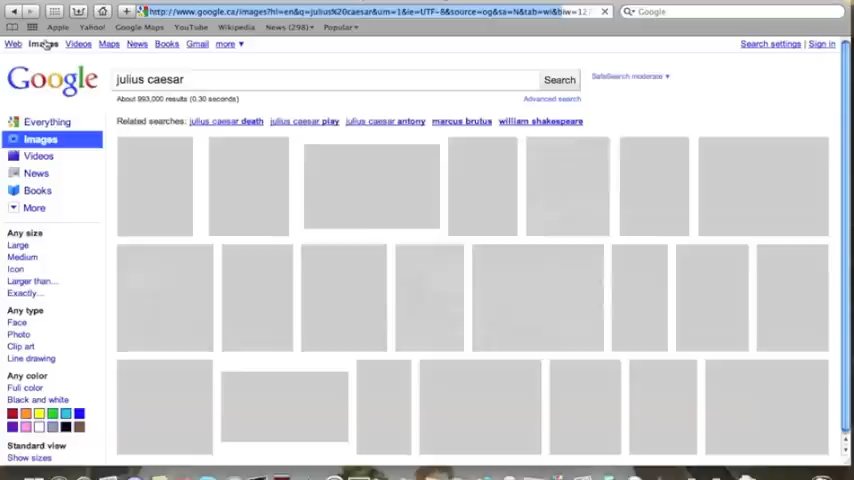 http://www.google.ca/images?hl=en&q=julius%20caesar&um=1&ie=UTF-8&source=og&sa=N&tab=wi&biw=12 Google
Apple Yahoo! Google Maps YouTube Wikipedia News (298) Popular
Web Images Videos Maps News Books Gmail more Search settings | Sign in
Google julius caesar Search SafeSearch moderate
About 993,000 results (0.30 seconds) Advanced search
Everything Related searches: julius caesar death julius caesar play julius caesar antony marcus brutus william shakespeare
Images
Videos
News
Books
More
Any size
Large
Medium
Icon
Larger than...
Exactly...
Any type
Face
Photo
Clip art
Line drawing
Any color
Full color
Black and white
Standard view
Show sizes